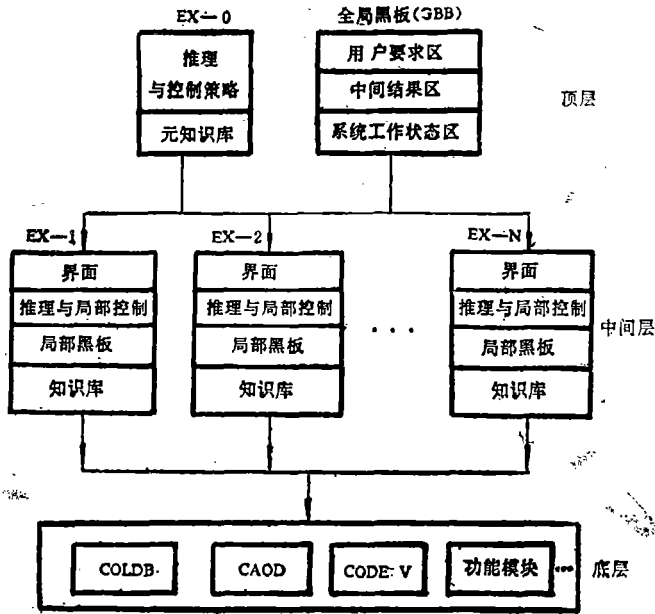 EX—0
全局黑板(GBB)
推理
与控制策略
元知识库
用户要求区
中间结果区
系统工作状态区
顶层
EX—1
EX—2
EX—N
界面
推理与局部控制
局部黑板
知识库
界面
推理与局部控制
局部黑板
知识库
...
界面
推理与局部控制
局部黑板
知识库
中间层
COLDB
CAOD
CODE-V
功能模块
...
底层